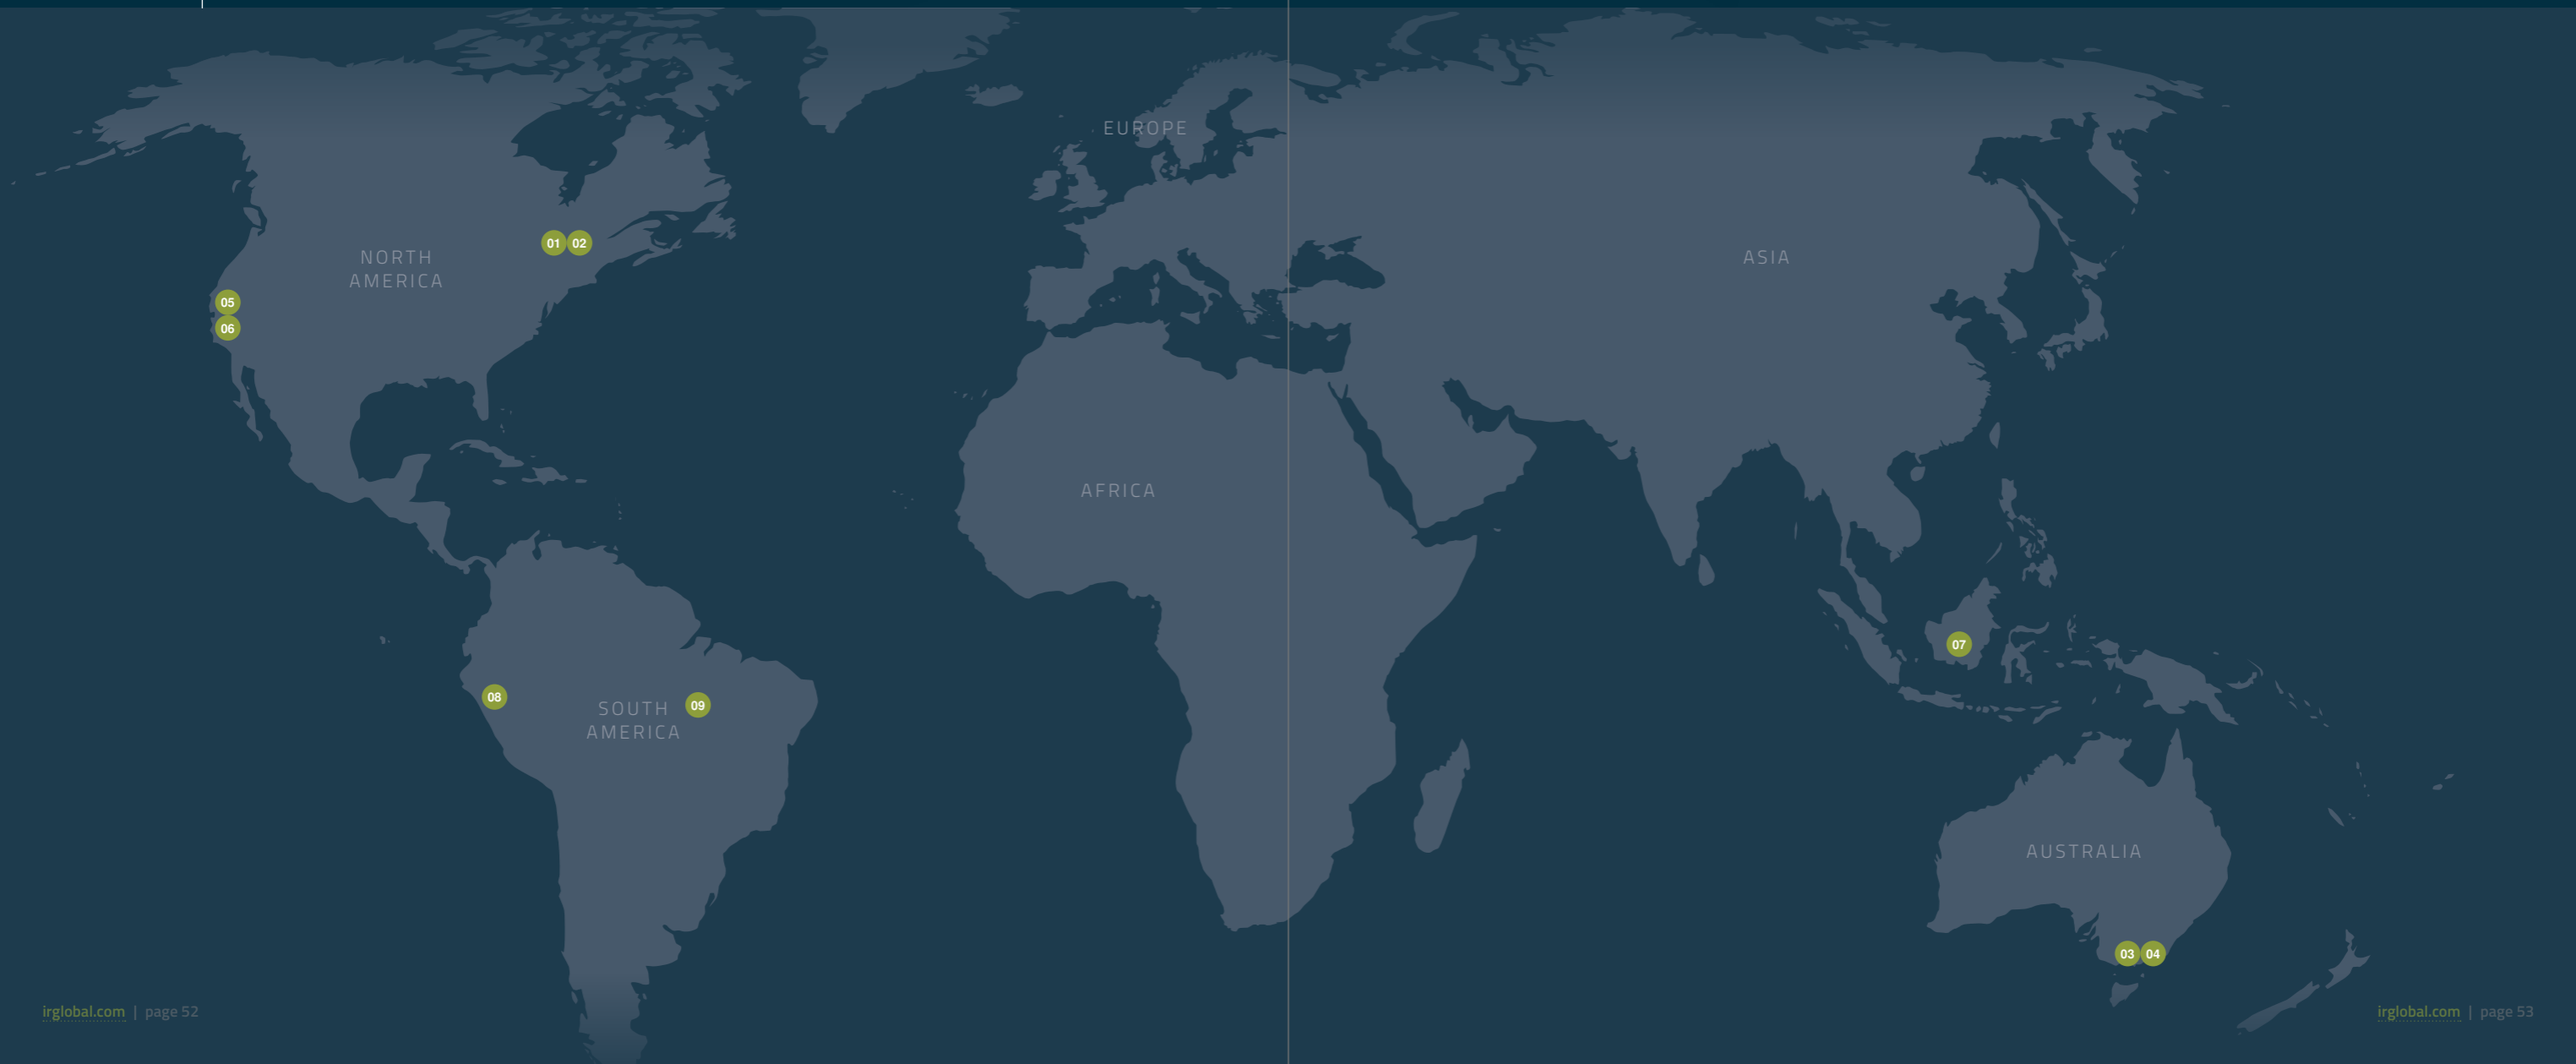 EUROPE
01 02
NORTH
AMERICA
ASIA
05
06
AFRICA
07
08
SOUTH
AMERICA
09
AUSTRALIA
03 04
irglobal.com | page 52
irglobal.com | page 53